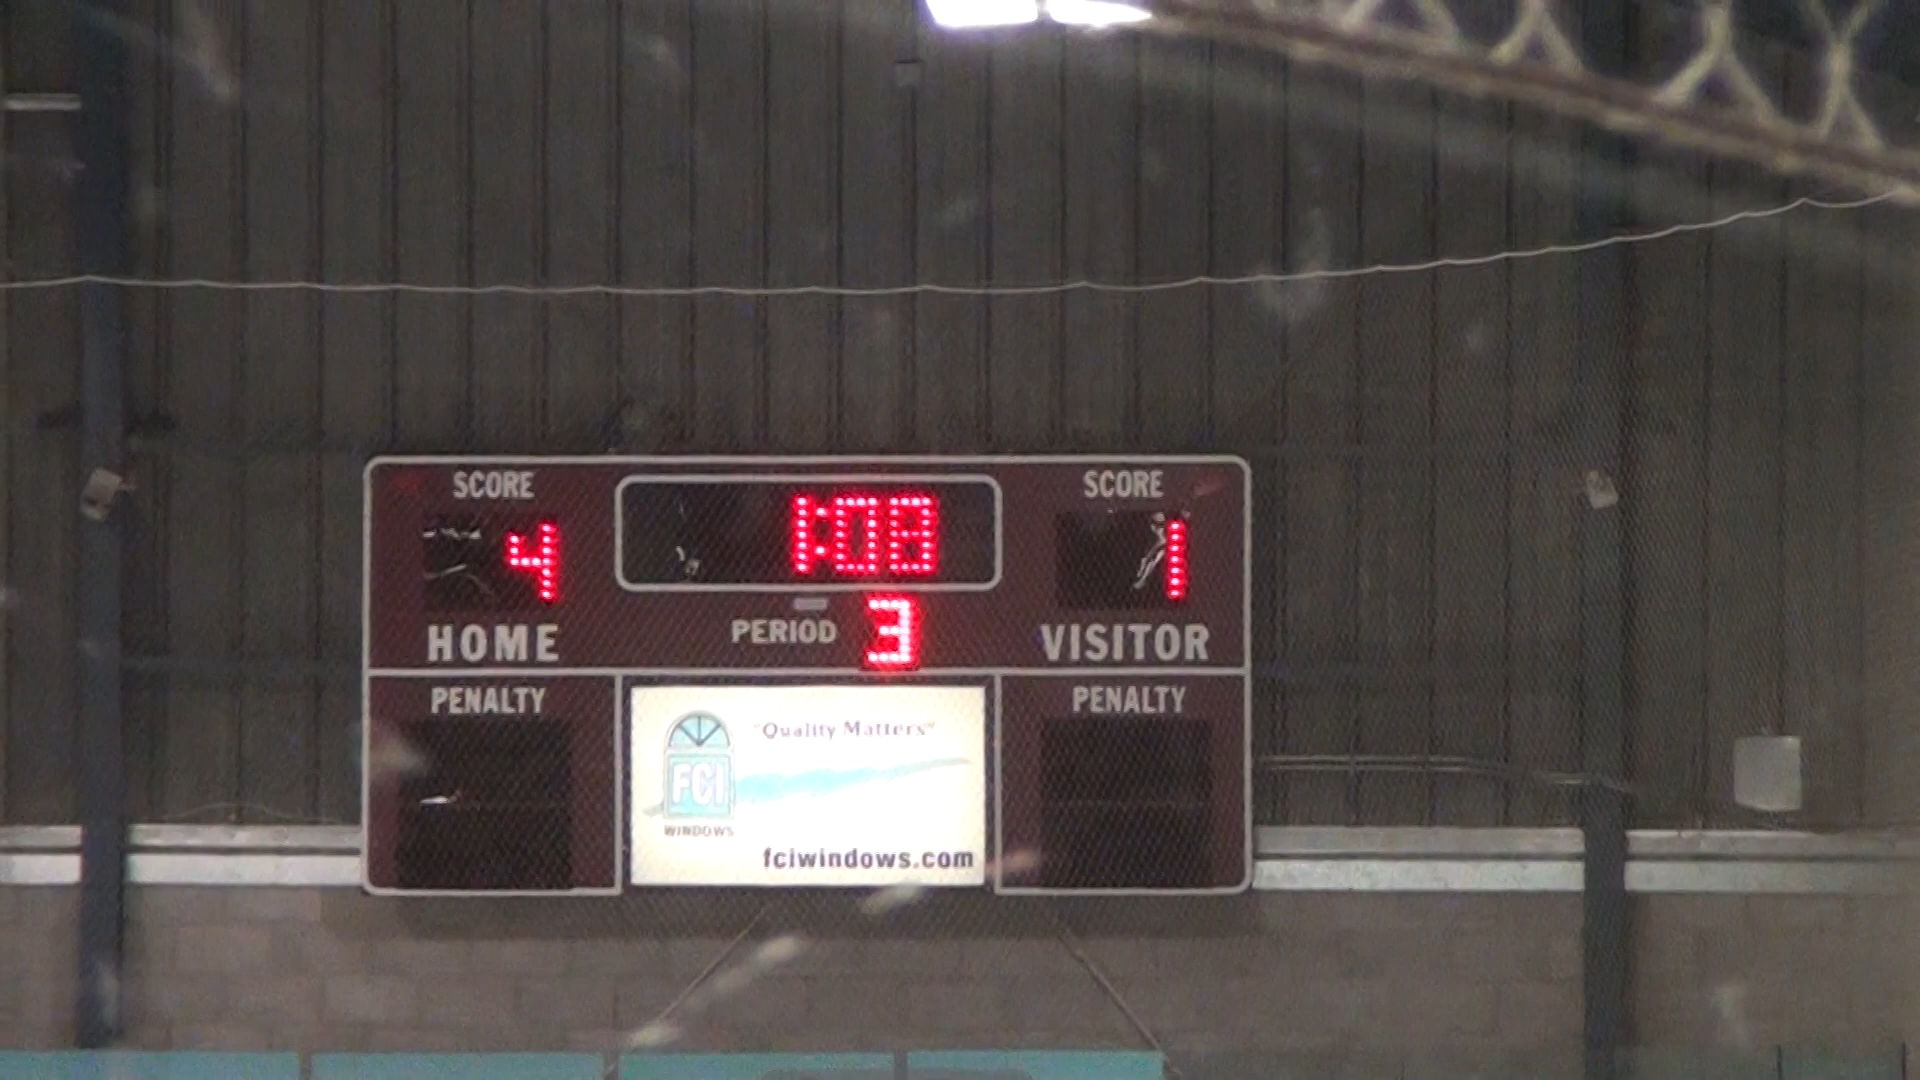 SCORE
1:08
SCORE
4
1
HOME
PERIOD 3
VISITOR
PENALTY
PENALTY
"Quality Matters"
FCI
WINDOWS
fciwindows.com